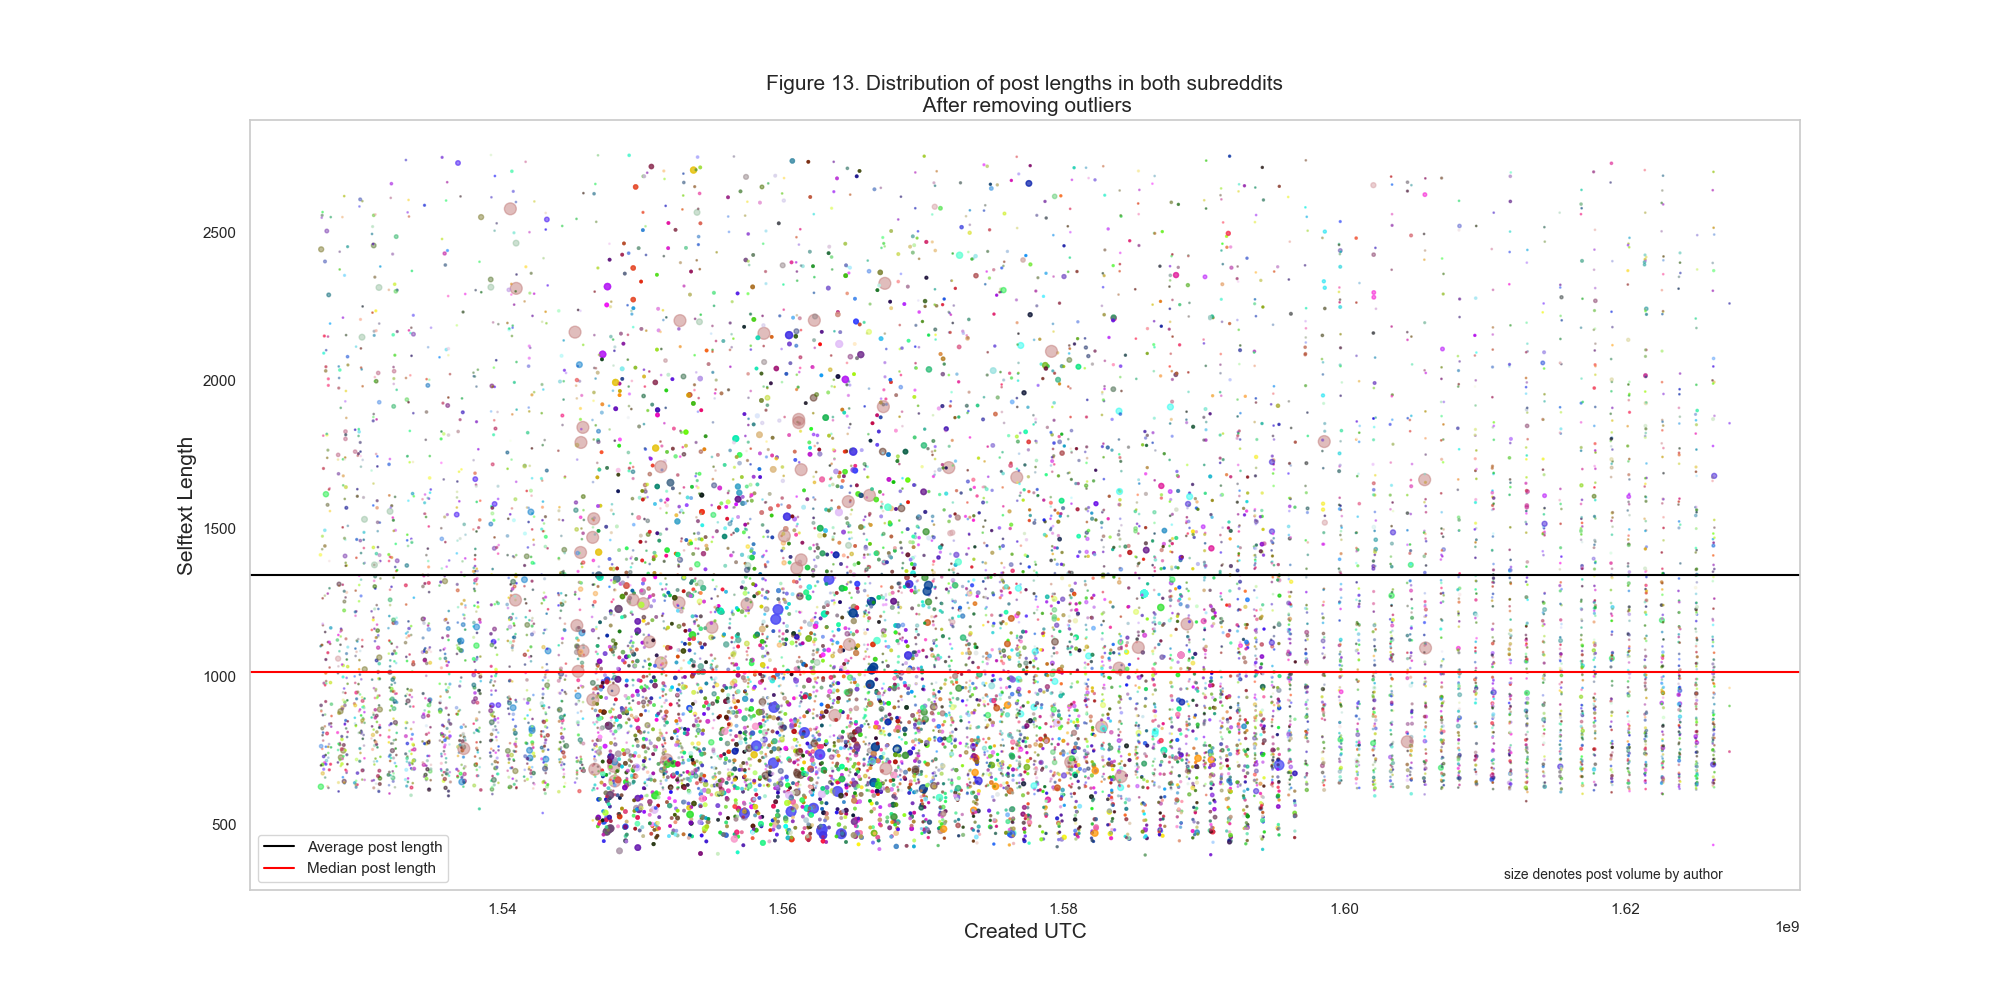 Figure 13. Distribution of post lengths in both subreddits
After removing outliers
Selftext Length
2500
2000
1500
1000
500
Average post length
Median post length
size denotes post volume by author
1.54
1.56
1.58
1.60
1.62
1e9
Created UTC